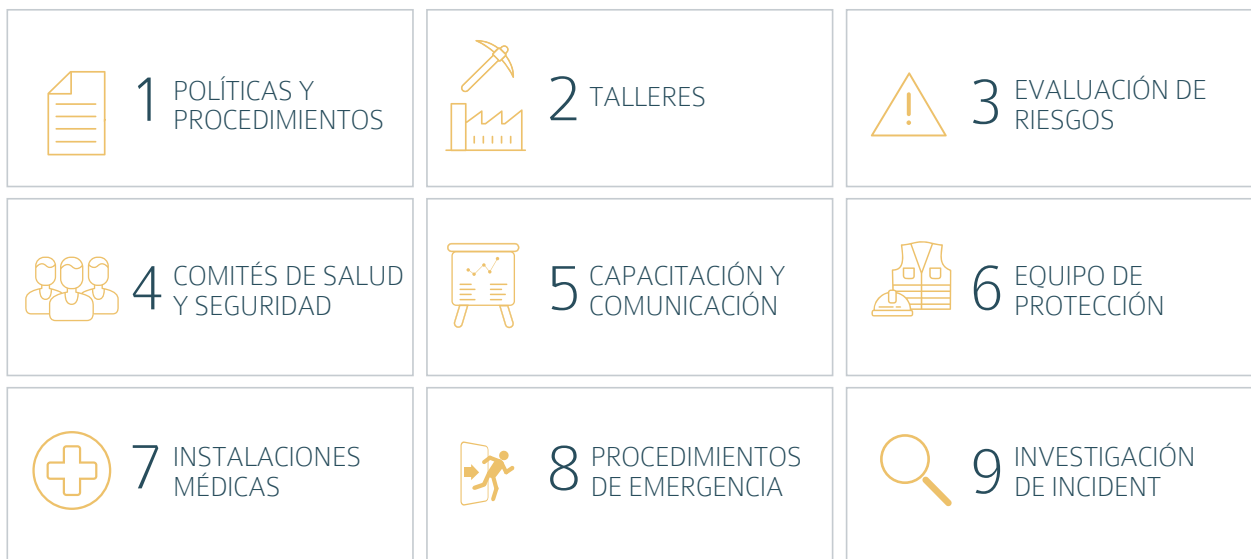 1 POLÍTICAS Y
PROCEDIMIENTOS
2 TALLERES
3 EVALUACIÓN DE
RIESGOS
4 COMITÉS DE SALUD
Y SEGURIDAD
5 CAPACITACIÓN Y
COMUNICACIÓN
6 EQUIPO DE
PROTECCIÓN
7 INSTALACIONES
MÉDICAS
8 PROCEDIMIENTOS
DE EMERGENCIA
9 INVESTIGACIÓN
DE INCIDENT